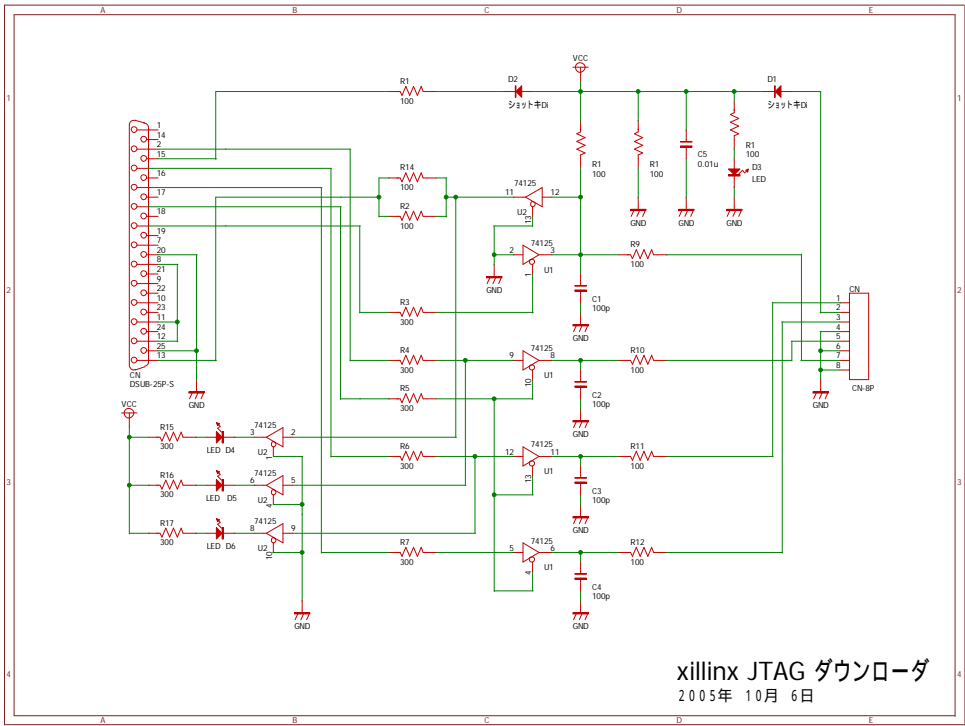 A B C D E
1 1
VCC
R1
100
D2
ショットキDi
D1
ショットキDi
1
14
2
15
3
16
4
17
5
18
6
19
7
20
8
21
9
22
10
23
11
24
12
25
13
CN
DSUB-25P-S
GND
R14
100
R2
100
74125
11 12
U2
13
R1
100
R1
100
C5
0.01u
R1
100
D3
LED
GND
GND
GND
74125
2 3
1
U1
GND
R9
100
C1
100p
GND
2 2
R3
300
R4
300
74125
9 8
10
U1
R10
100
C2
100p
GND
R5
300
CN
1
2
3
4
5
6
7
8
CN-8P
GND
VCC
R15
300
LED D4
74125
3 2
U2
1
R6
300
74125
12 11
13
U1
R11
100
C3
100p
GND
3 3
R16
300
LED D5
74125
6 5
U2
4
R17
300
LED D6
74125
8 9
U2
10
R7
300
74125
5 6
4
U1
R12
100
C4
100p
GND
GND
4 4
xillinx JTAG ダウンローダ
2005年 10月 6日
A B C D E